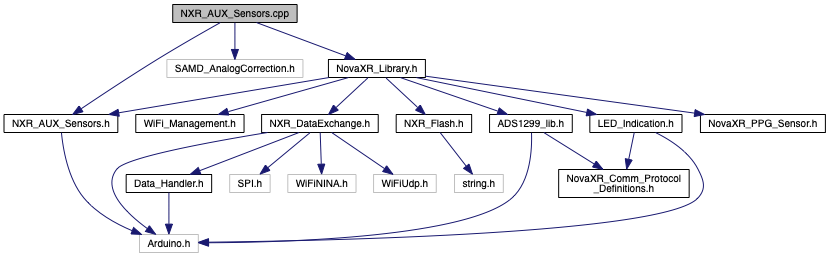 NXR_AUX_Sensors.cpp
SAMD_AnalogCorrection.h
NovaXR_Library.h
NXR_AUX_Sensors.h
WiFi_Management.h
NXR_DataExchange.h
NXR_Flash.h
ADS1299_lib.h
LED_Indication.h
NovaXR_PPG_Sensor.h
Data_Handler.h
SPI.h
WiFiNINA.h
WiFiUdp.h
string.h
NovaXR_Comm_Protocol
_Definitions.h
Arduino.h